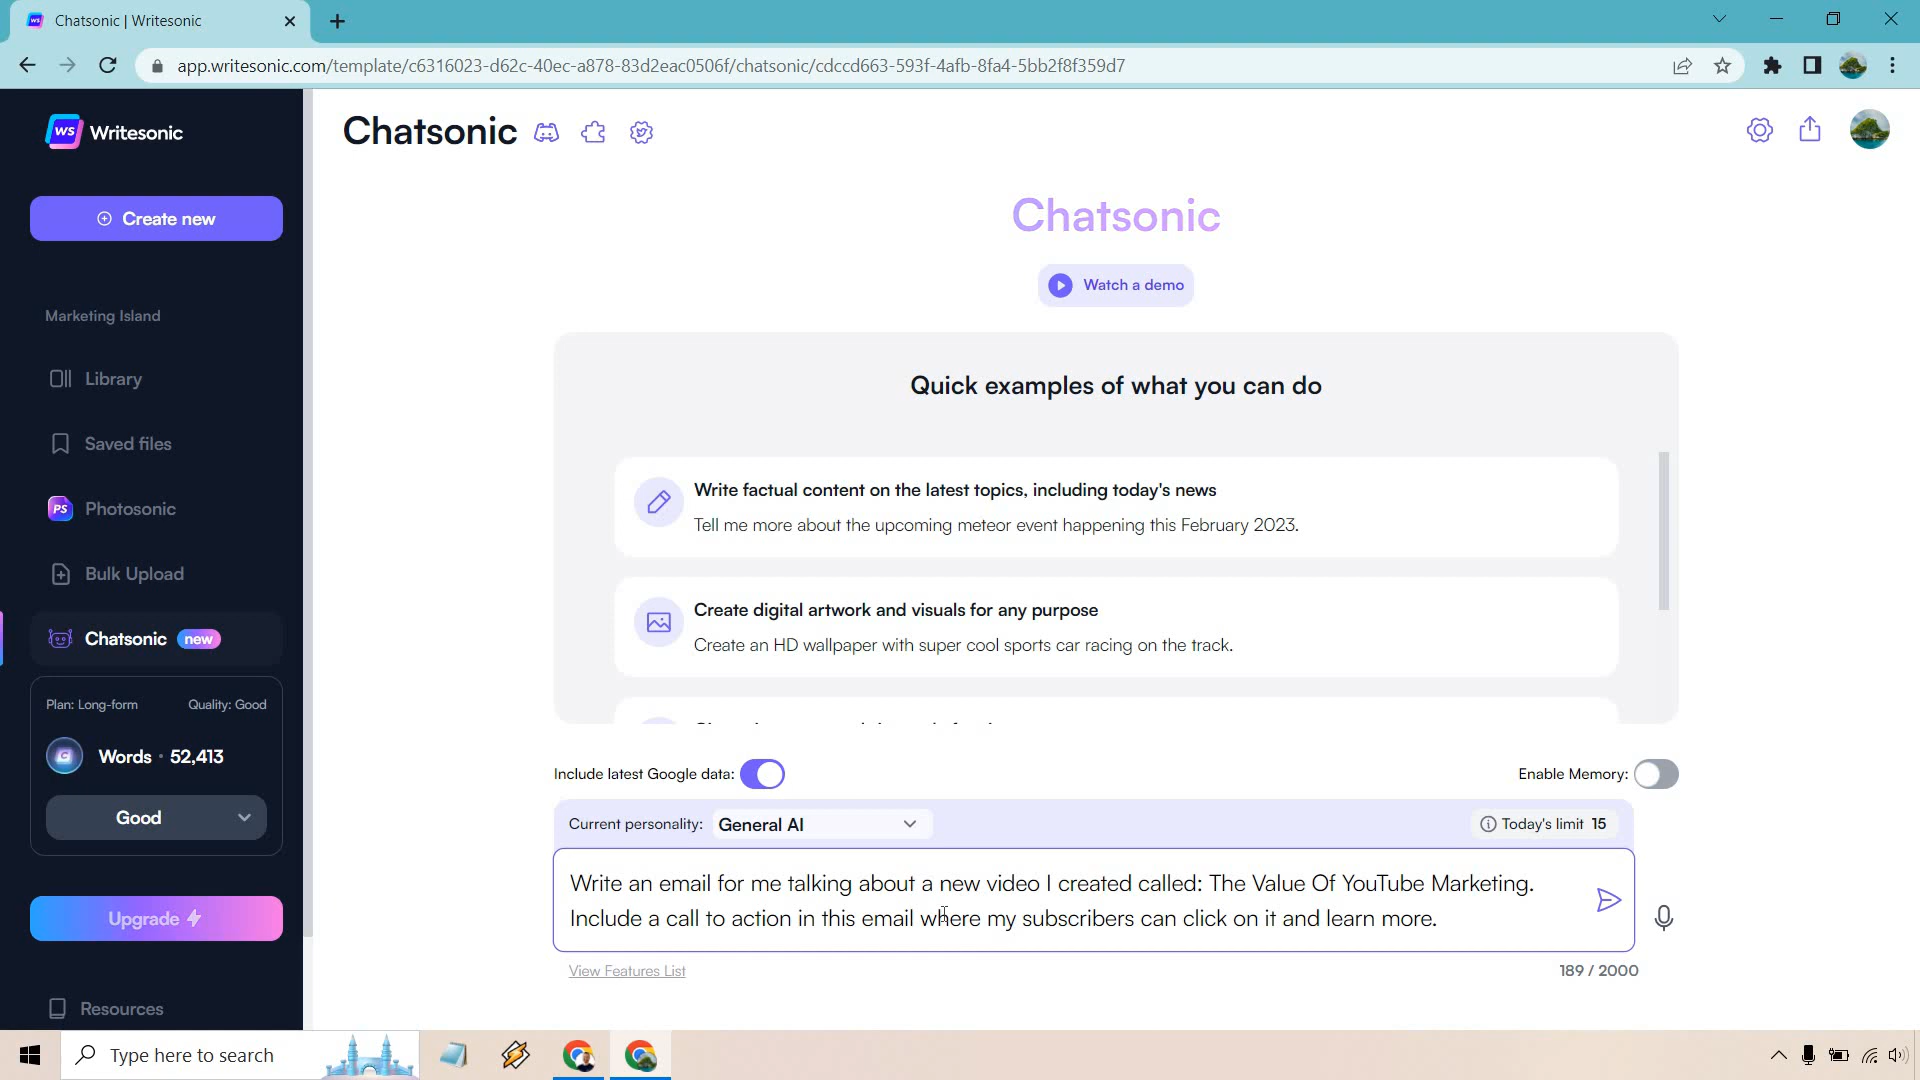 Chatsonic | Writesonic
app.writesonic.com/template/c6316023-d62c-40ec-a878-83d2eac0506f/chatsonic/cdccd663-593f-4afb-8fa4-5bb2f8f359d7
WS Writesonic
Create new
Marketing Island
Library
Saved files
PS Photosonic
Bulk Upload
Chatsonic new
Plan: Long-form Quality: Good
Words · 52,413
Good
Upgrade
Resources
Chatsonic
Chatsonic
Watch a demo
Quick examples of what you can do
Write factual content on the latest topics, including today's news
Tell me more about the upcoming meteor event happening this February 2023.
Create digital artwork and visuals for any purpose
Create an HD wallpaper with super cool sports car racing on the track.
Include latest Google data: Enable Memory:
Current personality: General AI Today's limit 15
Write an email for me talking about a new video I created called: The Value Of YouTube Marketing.
Include a call to action in this email where my subscribers can click on it and learn more.
View Features List 189 / 2000
Type here to search